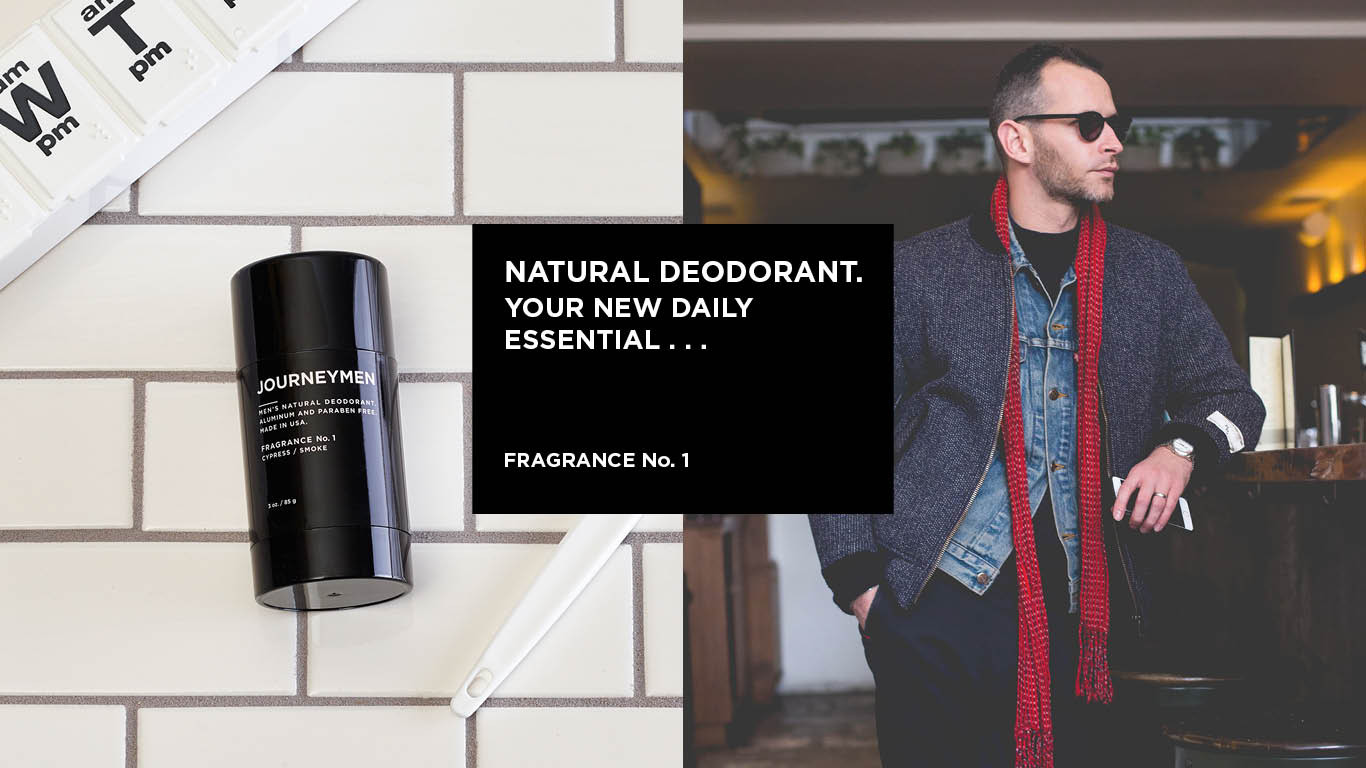 am
W
pm
am
T
pm
pm
JOURNEYMEN
MEN'S NATURAL DEODORANT.
ALUMINUM AND PARABEN FREE.
MADE IN USA.
FRAGRANCE No. 1
CYPRESS / SMOKE
3 oz. / 85 g
NATURAL DEODORANT.
YOUR NEW DAILY
ESSENTIAL . . .
FRAGRANCE No. 1